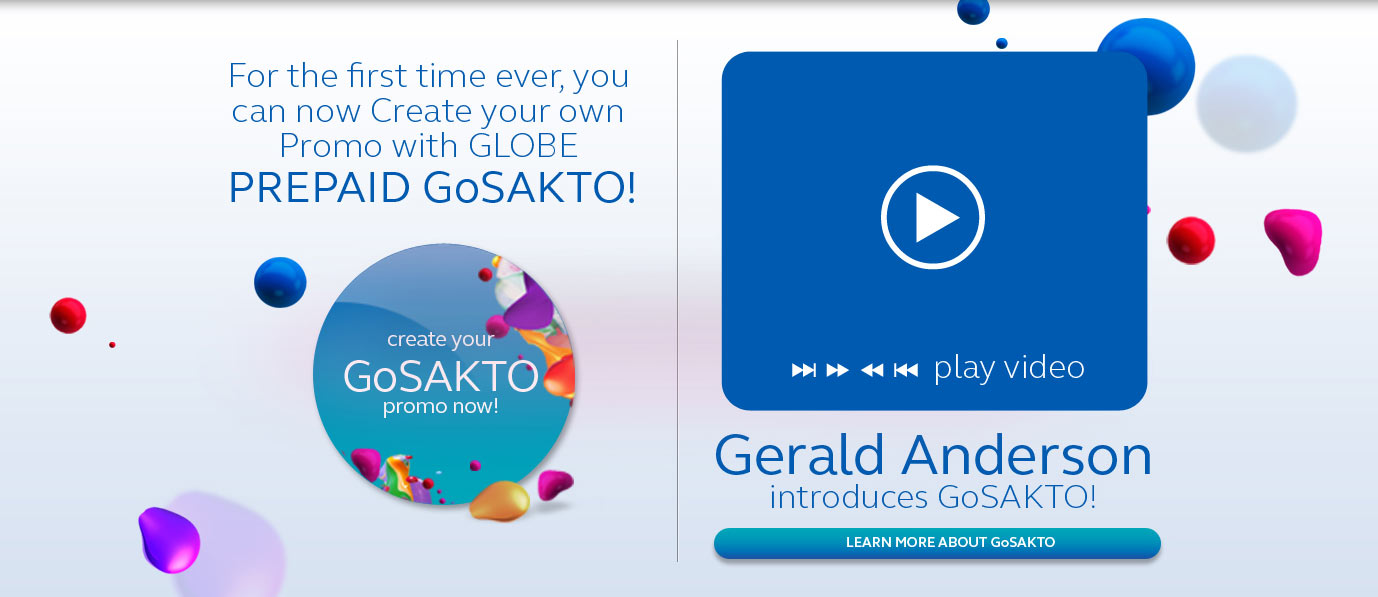 For the first time ever, you
can now Create your own
Promo with GLOBE
PREPAID GoSAKTO!
create your
GoSAKTO
promo now!
play video
Gerald Anderson
introduces GoSAKTO!
LEARN MORE ABOUT GoSAKTO